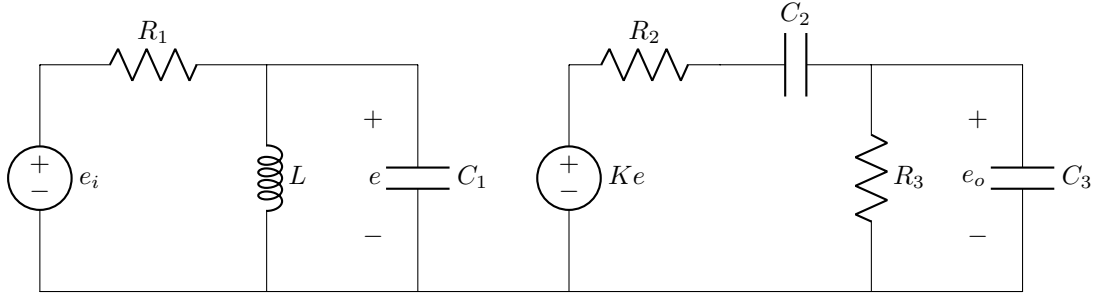 R₁ R₂ C₂
+ +
+ − eᵢ L e C₁ + − Ke R₃ eₒ C₃
− −